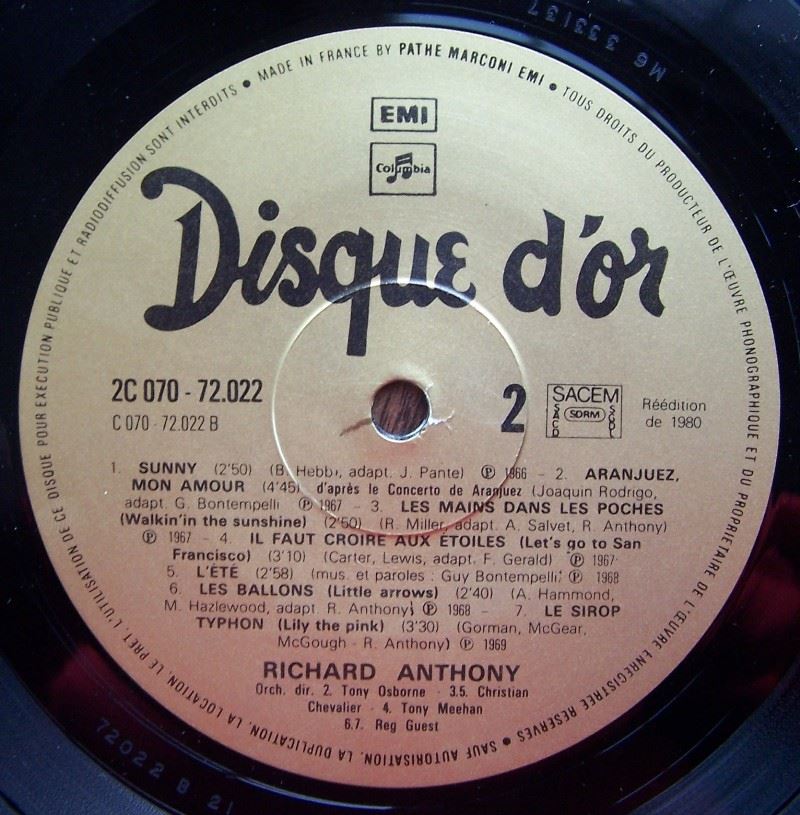 M6 333137
TOUS DROITS DU PRODUCTEUR DE L'ŒUVRE PHONOGRAPHIQUE ET DU PROPRIETAIRE DE L'ŒUVRE ENREGISTREE RESERVES • SAUF AUTORISATION, LA DUPLICATION, LA LOCATION, LE PRET, L'UTILISATION DE CE DISQUE POUR EXECUTION PUBLIQUE ET RADIODIFFUSION SONT INTERDITS • MADE IN FRANCE BY PATHE MARCONI EMI •
EMI
Columbia
Disque d'or
2C 070 - 72.022
C 070 - 72.022 B
2
SACEM
SACD SDRM SGDL
Réédition
de 1980
1. SUNNY (2'50) (B. Hebb, adapt. J. Pante) ℗ 1966 - 2. ARANJUEZ,
MON AMOUR (4'45) d'après le Concerto de Aranjuez (Joaquin Rodrigo,
adapt. G. Bontempelli ℗ 1967 - 3. LES MAINS DANS LES POCHES
(Walkin'in the sunshine) (2'50) (R. Miller, adapt. A. Salvet, R. Anthony)
℗ 1967 - 4. IL FAUT CROIRE AUX ÉTOILES (Let's go to San
Francisco) (3'10) (Carter, Lewis, adapt. F. Gerald) ℗ 1967
5. L'ÉTÉ (2'58) (mus. et paroles : Guy Bontempelli) ℗ 1968
6. LES BALLONS (Little arrows) (2'40) (A. Hammond,
M. Hazlewood, adapt. R. Anthony) ℗ 1968 - 7. LE SIROP
TYPHON (Lily the pink) (3'30) (Gorman, McGear,
McGough - R. Anthony) ℗ 1969
RICHARD ANTHONY
Orch. dir. 2. Tony Osborne - 3.5. Christian
Chevalier - 4. Tony Meehan
6.7. Reg Guest
72022 B 21